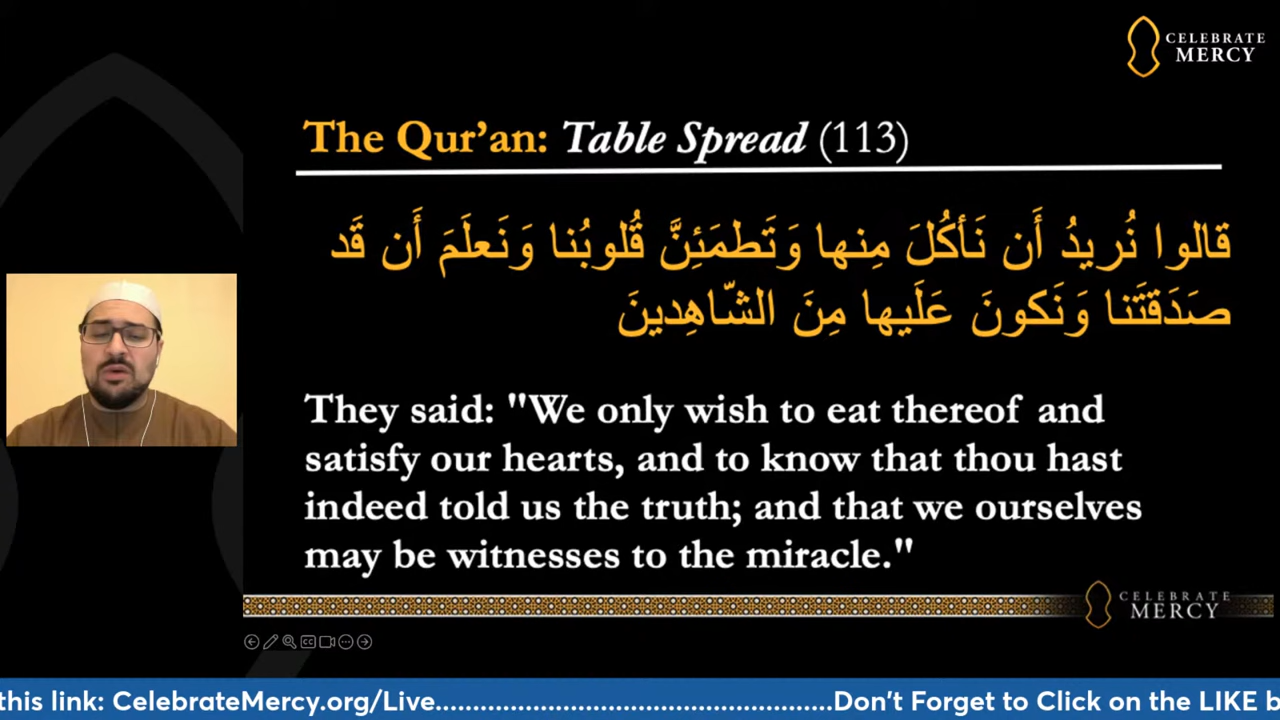 CELEBRATE
MERCY
The Qur’an: Table Spread (113)
قالوا نُريدُ أَن نَأكُلَ مِنها وَتَطمَئِنَّ قُلوبُنا وَنَعلَمَ أَن قَد
صَدَقتَنا وَنَكونَ عَلَيها مِنَ الشّاهِدينَ
They said: "We only wish to eat thereof and
satisfy our hearts, and to know that thou hast
indeed told us the truth; and that we ourselves
may be witnesses to the miracle."
CELEBRATE
MERCY
this link: CelebrateMercy.org/Live.......................................................Don't Forget to Click on the LIKE b